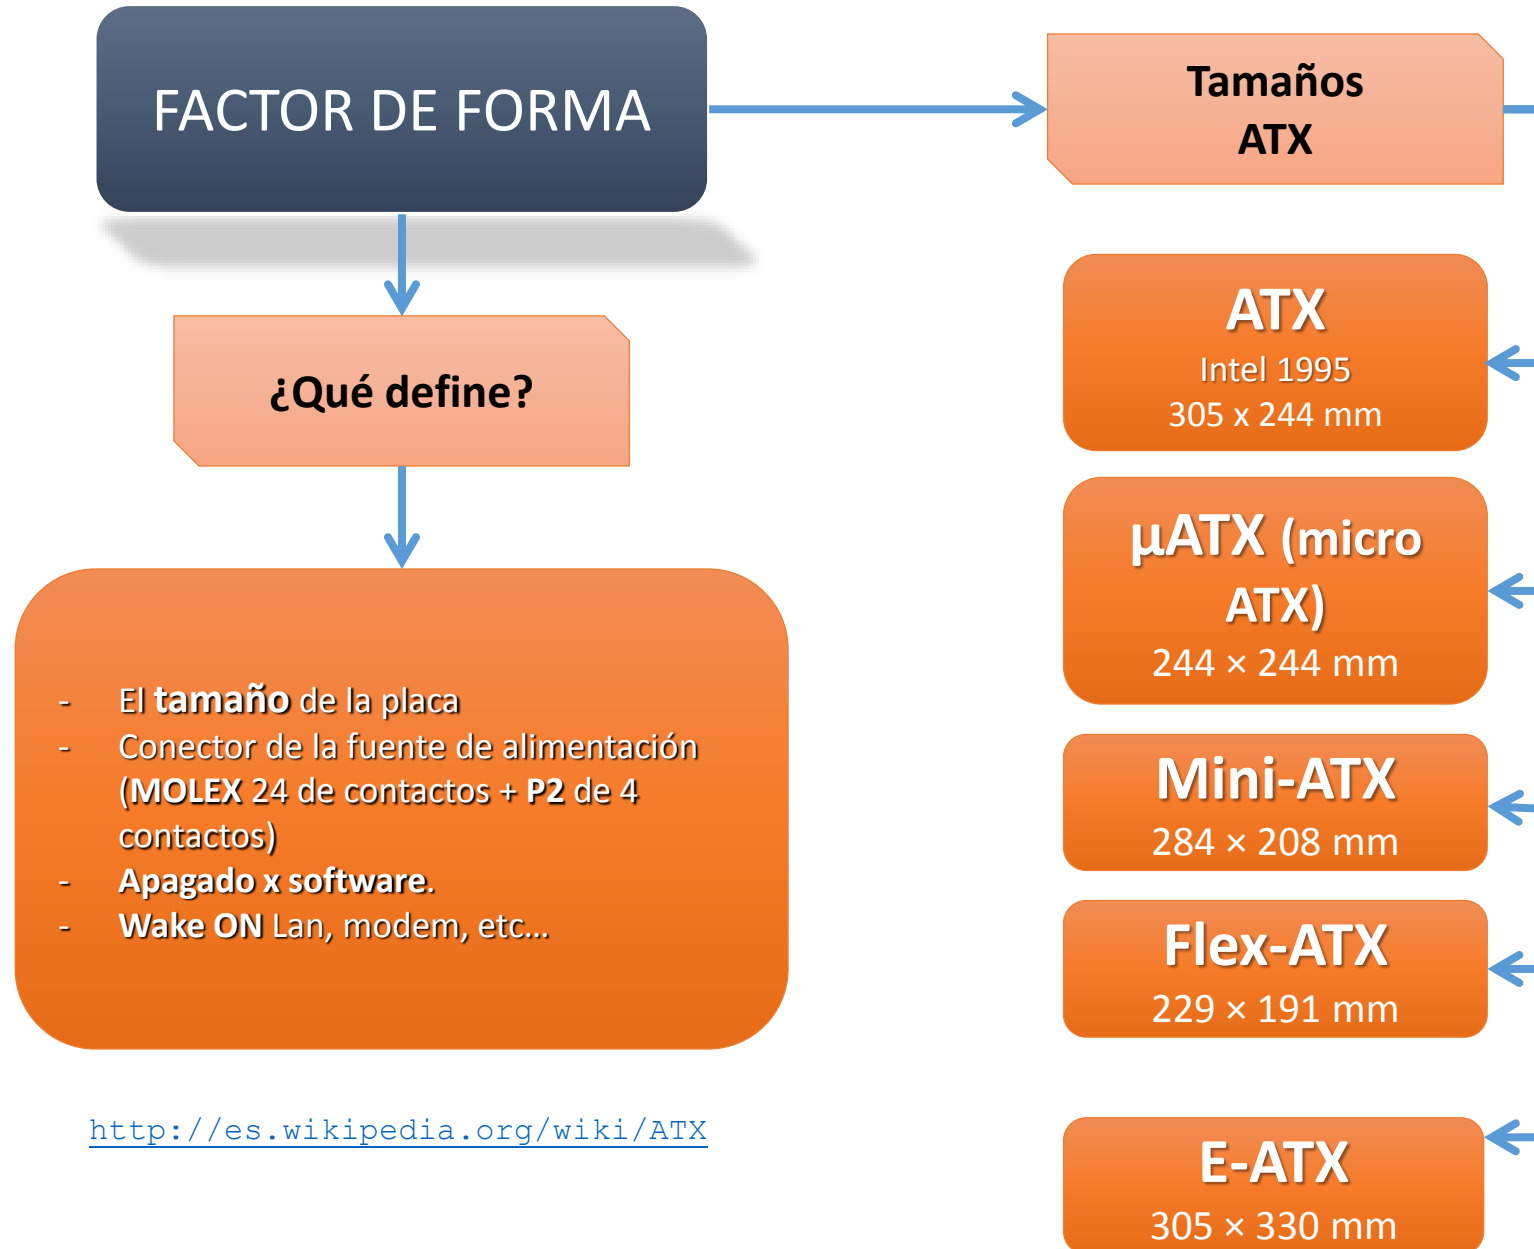 FACTOR DE FORMA
¿Qué define?
- El tamaño de la placa
- Conector de la fuente de alimentación
(MOLEX 24 de contactos + P2 de 4
contactos)
- Apagado x software.
- Wake ON Lan, modem, etc...
http://es.wikipedia.org/wiki/ATX
Tamaños
ATX
ATX
Intel 1995
305 x 244 mm
µATX (micro
ATX)
244 × 244 mm
Mini-ATX
284 × 208 mm
Flex-ATX
229 × 191 mm
E-ATX
305 × 330 mm